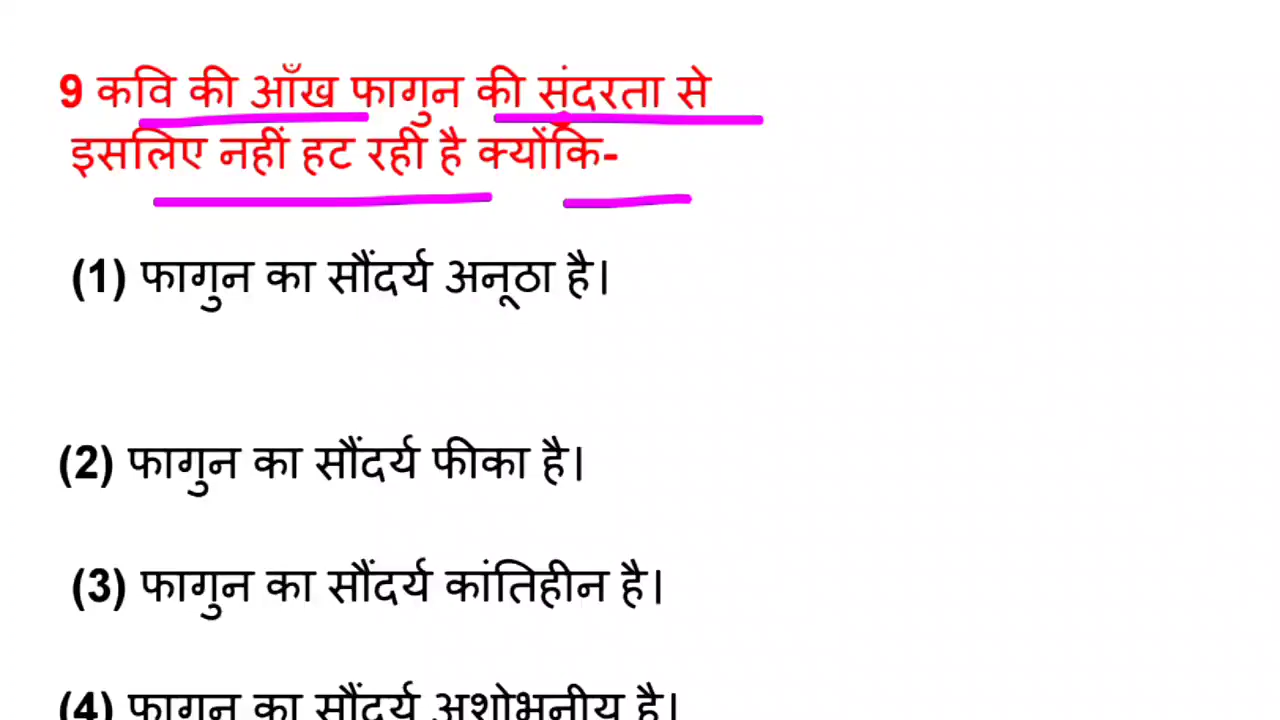 9 कवि की आँख फागुन की सुंदरता से
इसलिए नहीं हट रही है क्योंकि-
(1) फागुन का सौंदर्य अनूठा है।
(2) फागुन का सौंदर्य फीका है।
(3) फागुन का सौंदर्य कांतिहीन है।
(4) फागुन का सौंदर्य अशोभनीय है।